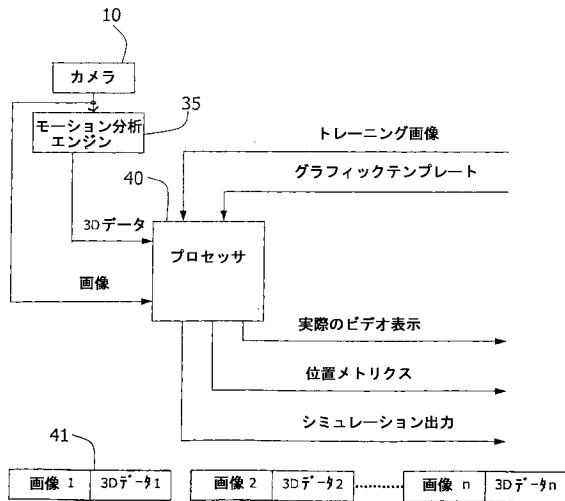 10
カメラ
35
モーション分析
エンジン
トレーニング画像
グラフィックテンプレート
40
3Dデータ
プロセッサ
画像
実際のビデオ表示
位置メトリクス
シミュレーション出力
41
画像 1 3Dデータ1 画像 2 3Dデータ2 ......... 画像 n 3Dデータn